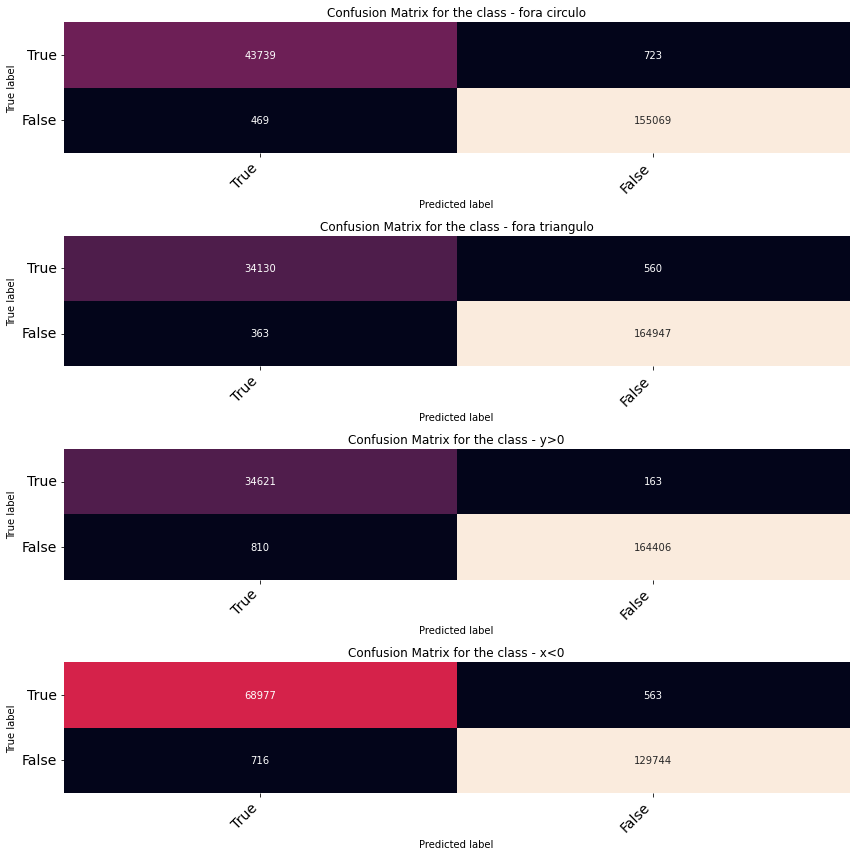 Confusion Matrix for the class - fora circulo
True label
True 43739 723
False 469 155069
True False
Predicted label
Confusion Matrix for the class - fora triangulo
True label
True 34130 560
False 363 164947
True False
Predicted label
Confusion Matrix for the class - y>0
True label
True 34621 163
False 810 164406
True False
Predicted label
Confusion Matrix for the class - x<0
True label
True 68977 563
False 716 129744
True False
Predicted label